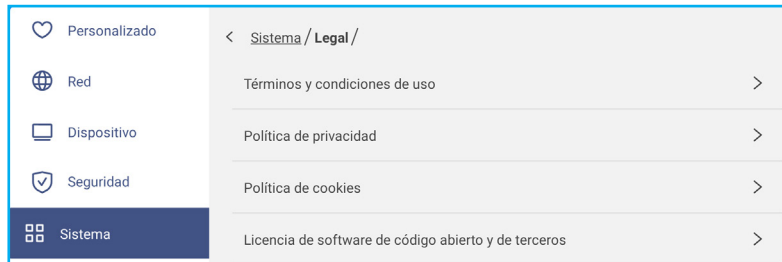 Personalizado
Red
Dispositivo
Seguridad
Sistema
Sistema / Legal /
Términos y condiciones de uso
Política de privacidad
Política de cookies
Licencia de software de código abierto y de terceros